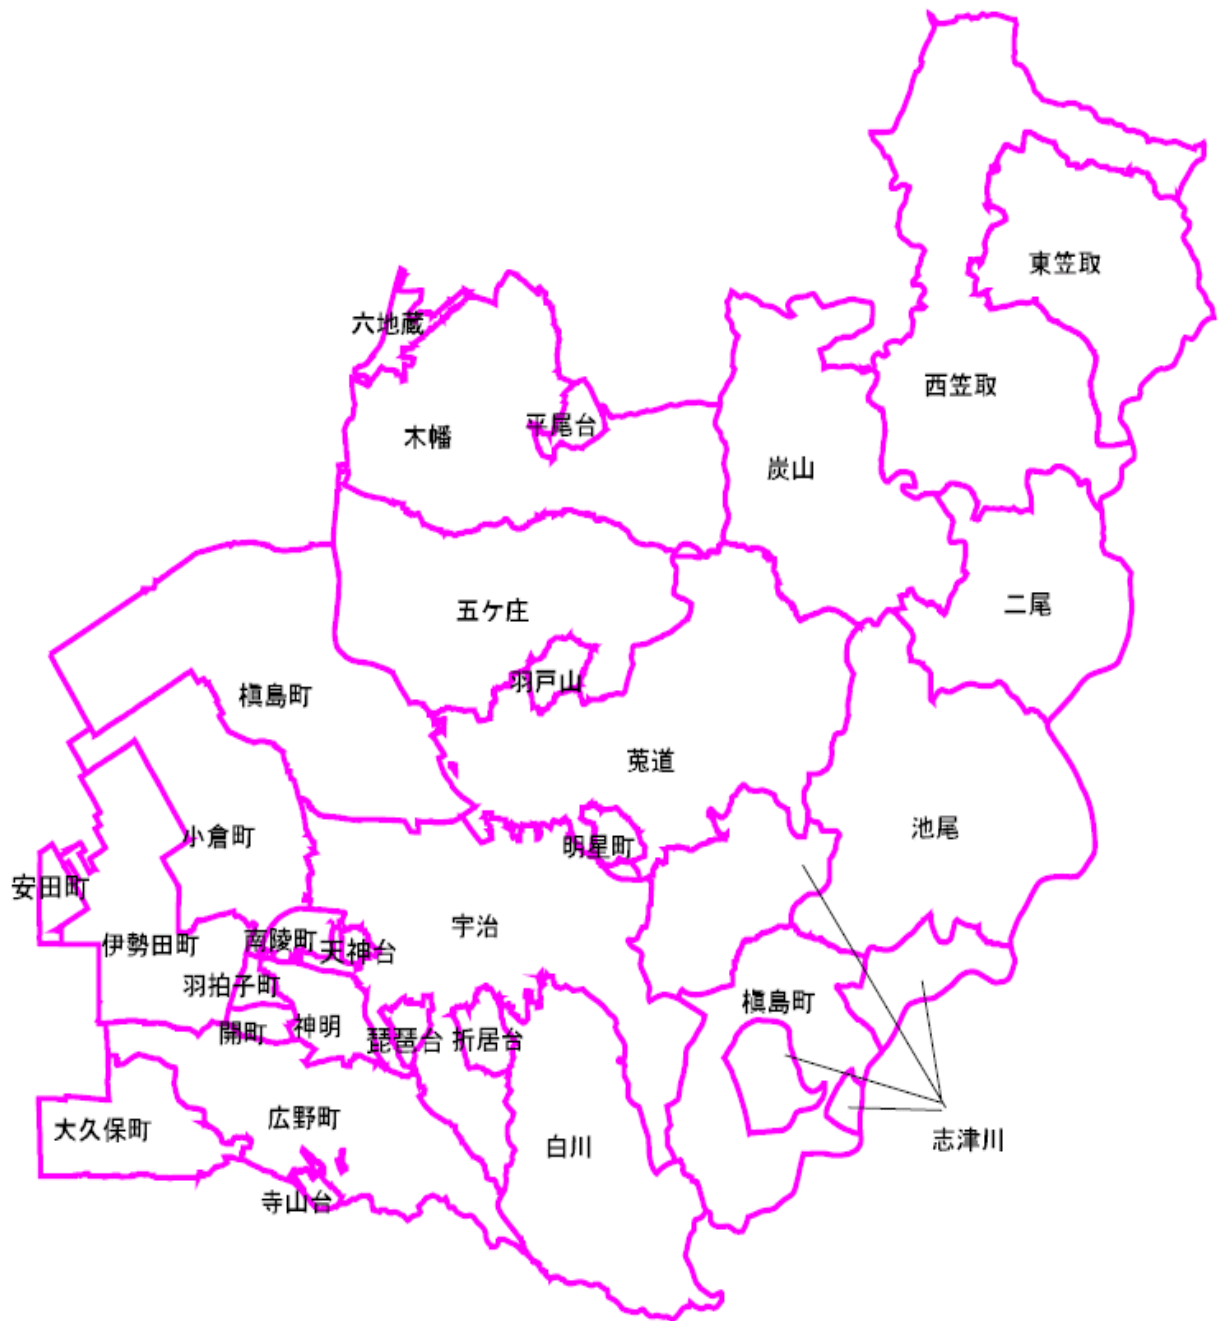 東笠取
六地蔵
西笠取
平尾台
木幡
炭山
二尾
五ケ庄
羽戸山
槇島町
莵道
池尾
小倉町
明星町
安田町
宇治
南陵町
伊勢田町
天神台
羽拍子町
槇島町
神明
開町
琵琶台
折居台
広野町
大久保町
志津川
白川
寺山台